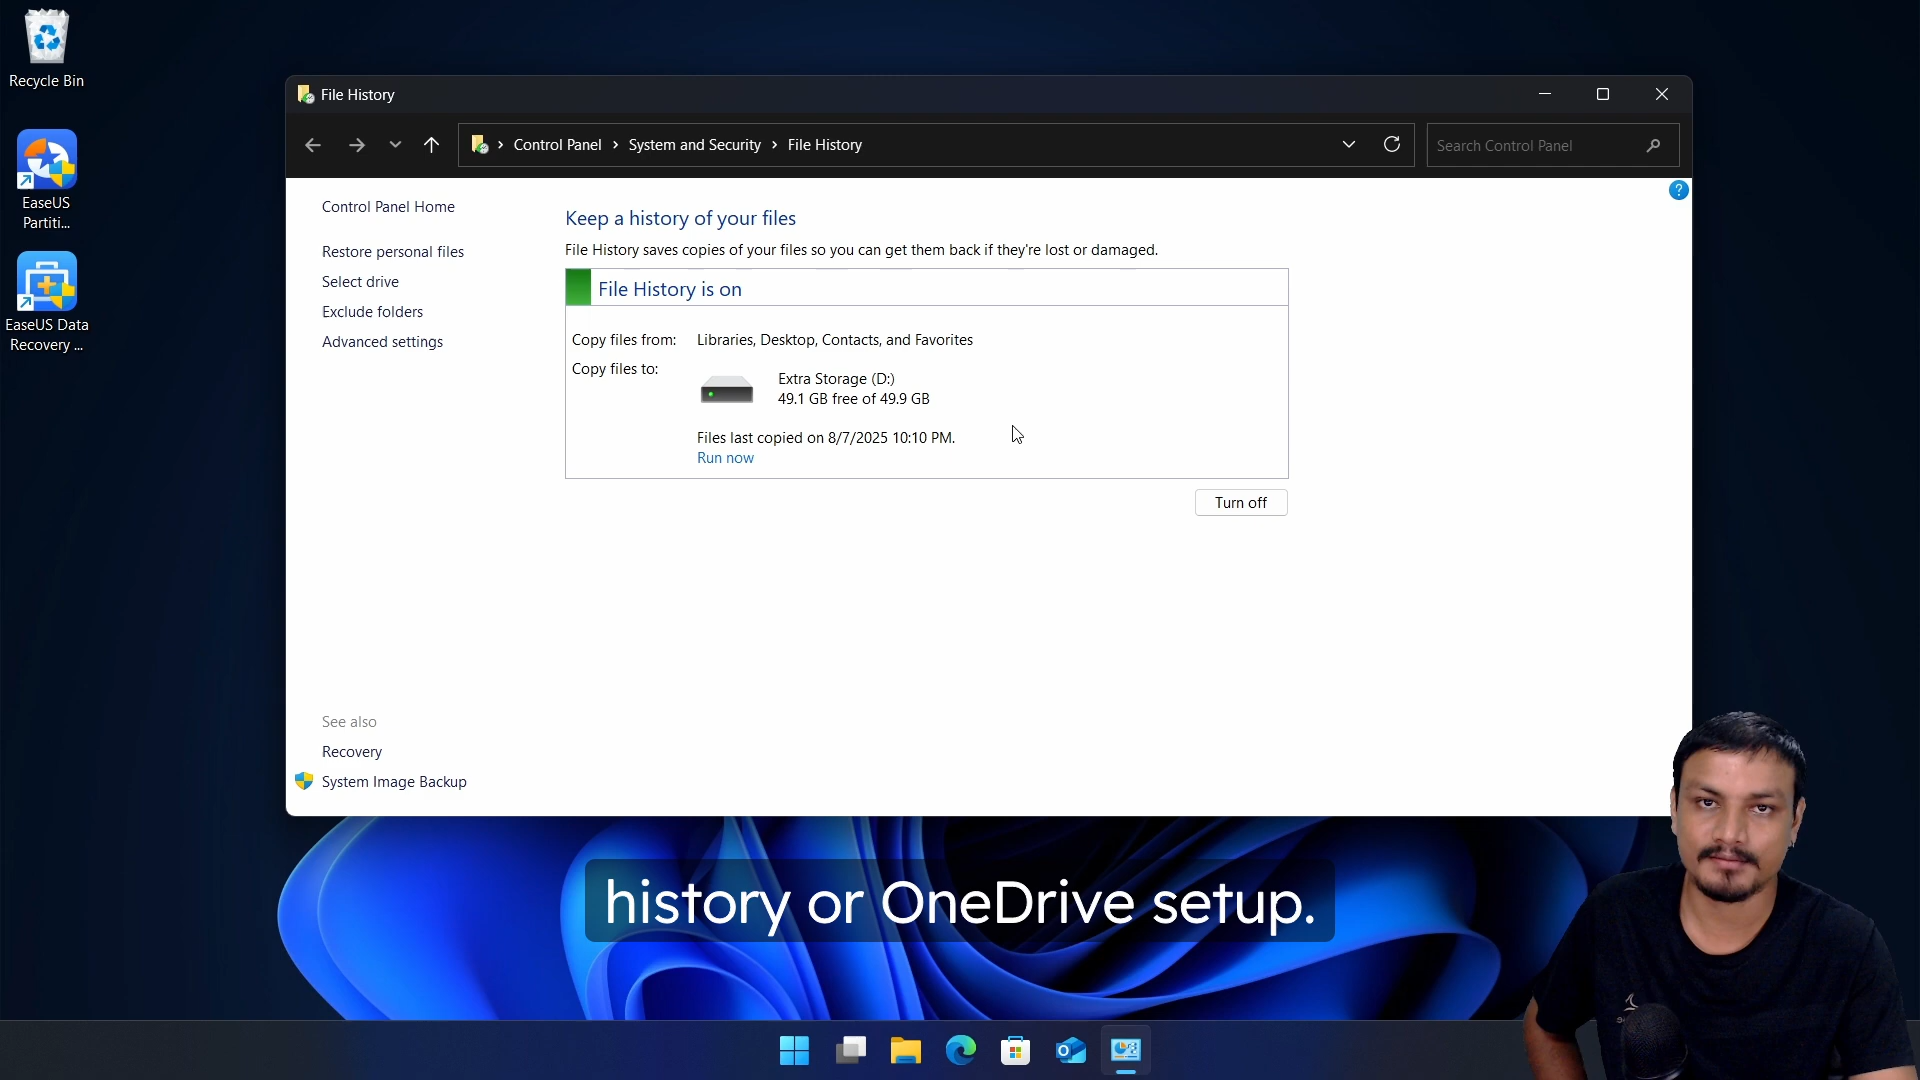 Recycle Bin
EaseUS
Partiti...
EaseUS Data
Recovery ...
File History
Control Panel > System and Security > File History
Search Control Panel
?
Control Panel Home
Restore personal files
Select drive
Exclude folders
Advanced settings
See also
Recovery
System Image Backup
Keep a history of your files
File History saves copies of your files so you can get them back if they're lost or damaged.
File History is on
Copy files from: Libraries, Desktop, Contacts, and Favorites
Copy files to:
Extra Storage (D:)
49.1 GB free of 49.9 GB
Files last copied on 8/7/2025 10:10 PM.
Run now
Turn off
history or OneDrive setup.